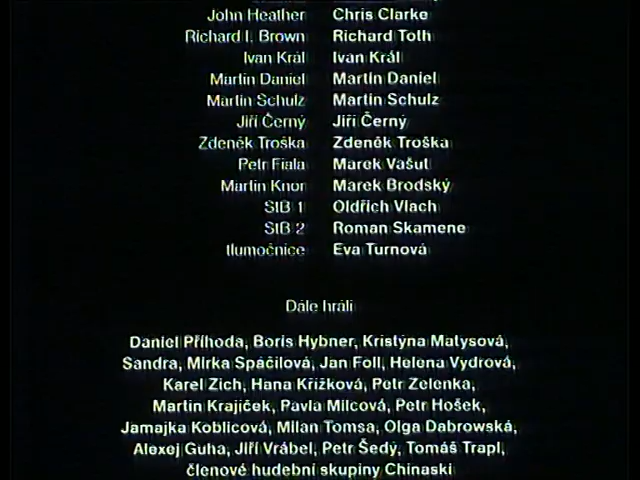 John Heather Chris Clarke
Richard I. Brown Richard Toth
Ivan Král Ivan Král
Martin Daniel Martin Daniel
Martin Schulz Martin Schulz
Jiří Černý Jiří Černý
Zdeněk Troška Zdeněk Troška
Petr Fiala Marek Vašut
Martin Knor Marek Brodský
StB 1 Oldřich Vlach
StB 2 Roman Skamene
tlumočnice Eva Turnová
Dále hráli
Daniel Příhoda, Boris Hybner, Kristýna Matysová,
Sandra, Mirka Spáčilová, Jan Foll, Helena Vydrová,
Karel Zich, Hana Křížková, Petr Zelenka,
Martin Krajíček, Pavla Milcová, Petr Hošek,
Jamajka Koblicová, Milan Tomsa, Olga Dabrowská,
Alexej Guha, Jiří Vrábel, Petr Šedý, Tomáš Trapl,
členové hudební skupiny Chinaski